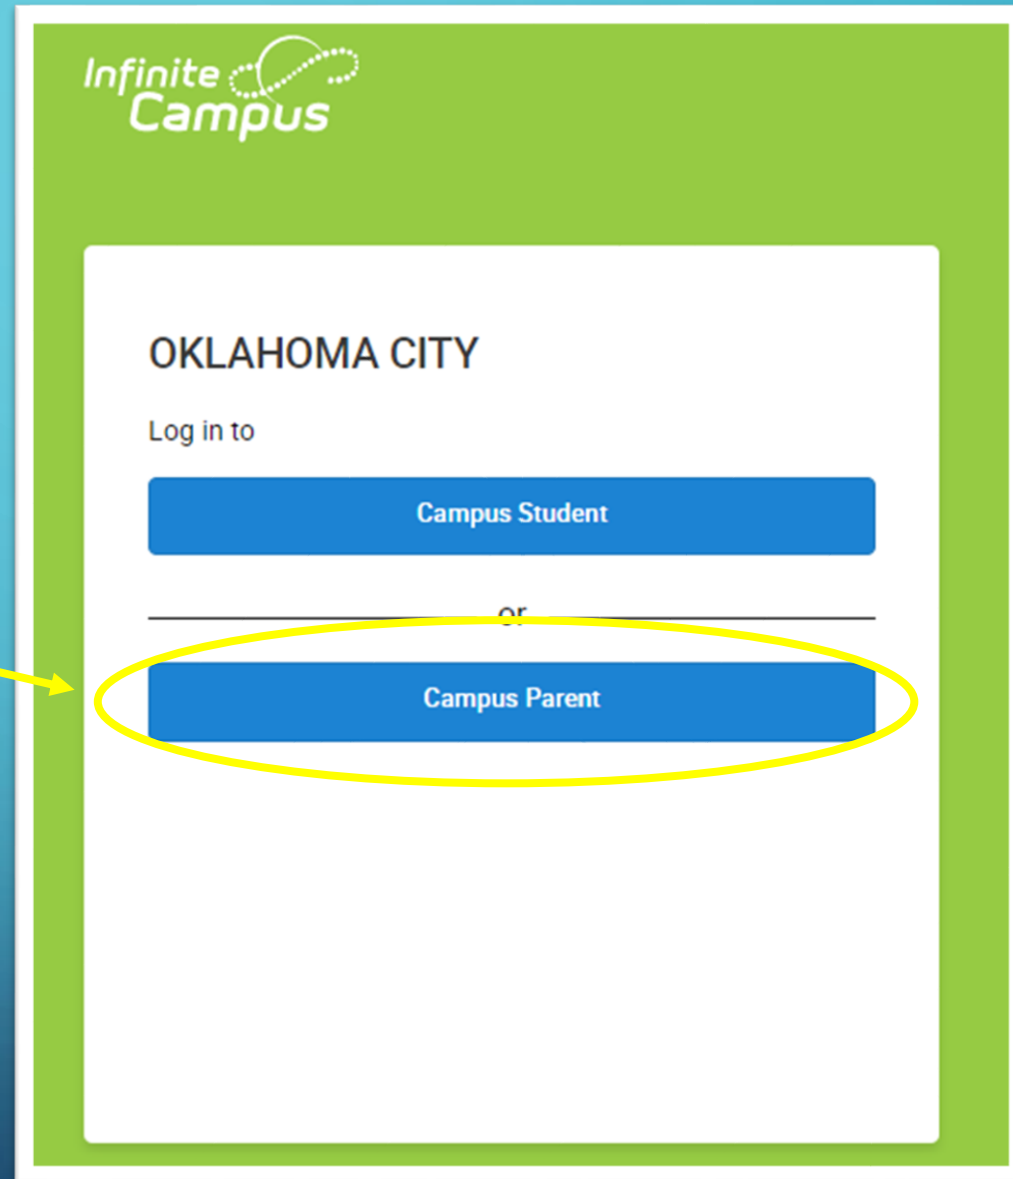 Infinite
Campus
OKLAHOMA CITY
Log in to
Campus Student
or
Campus Parent